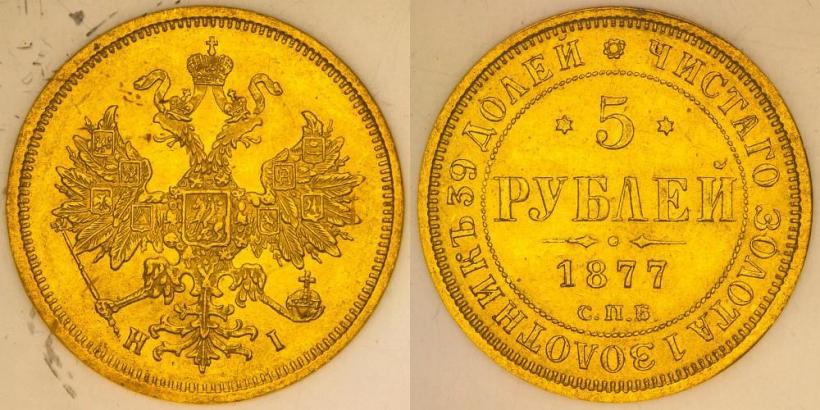 Н I
ЧИСТАГО ЗОЛОТА 1 ЗОЛОТНИКЪ 39 ДОЛЕЙ
5
РУБЛЕЙ
1877
С.П.Б